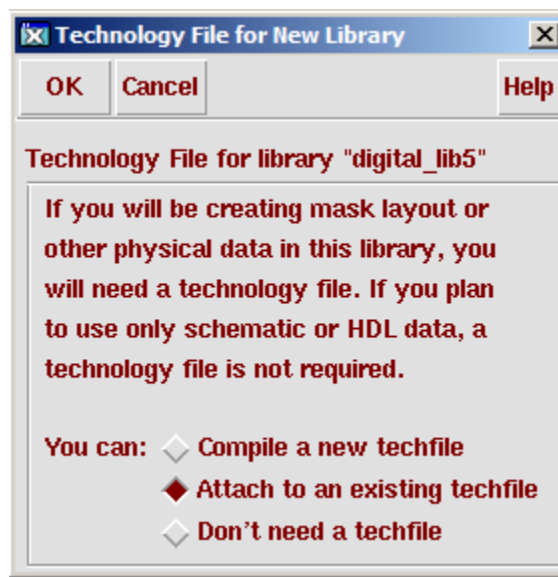 Technology File for New Library
OK Cancel Help
Technology File for library "digital_lib5"
If you will be creating mask layout or
other physical data in this library, you
will need a technology file. If you plan
to use only schematic or HDL data, a
technology file is not required.
You can: Compile a new techfile
Attach to an existing techfile
Don't need a techfile